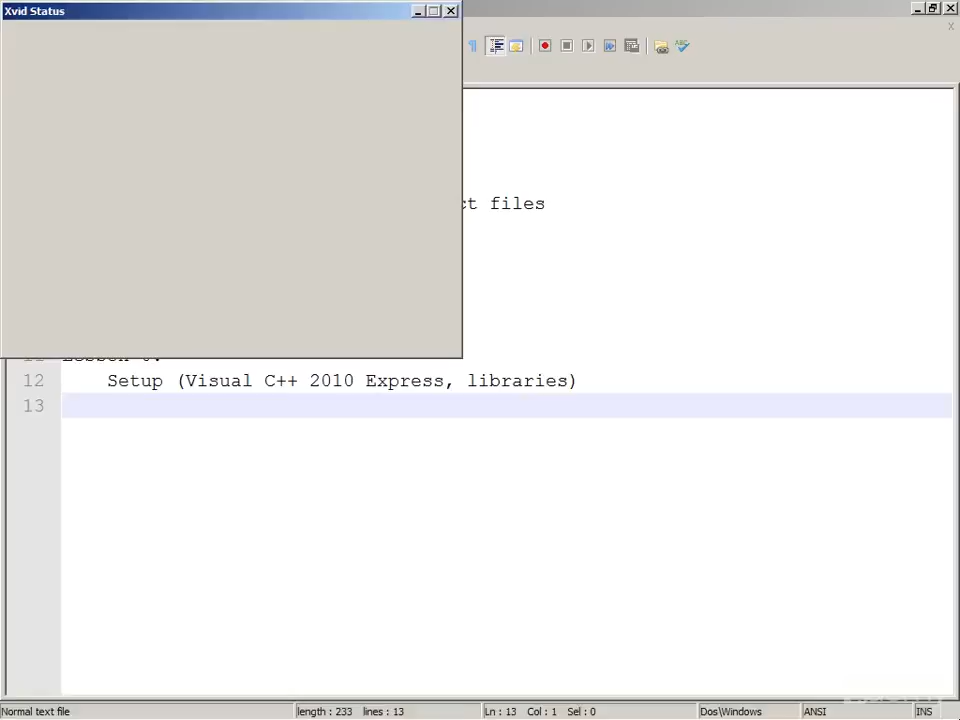 Xvid Status
ct files
12 Setup (Visual C++ 2010 Express, libraries)
13
Normal text file length : 233 lines : 13 Ln : 13 Col : 1 Sel : 0 Dos\Windows ANSI INS